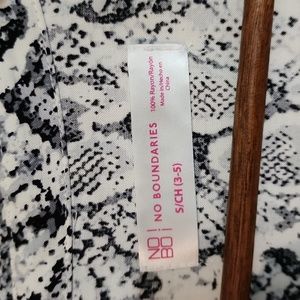 NO!
BO!
NO BOUNDARIES
S/CH (3-5)
100% Rayon/Rayón
Made in/Hecho en
China